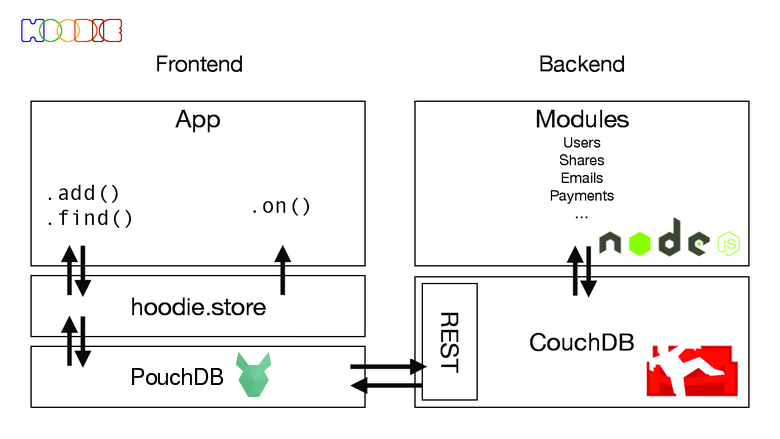 HOODIE
Frontend
Backend
App
.add()
.find()
.on()
hoodie.store
PouchDB
Modules
Users
Shares
Emails
Payments
...
node
JS
REST
CouchDB